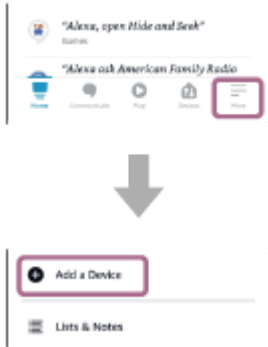 "Alexa, open Hide and Seek"
Games
"Alexa ask American Family Radio
Home Communicate Play Devices More
Add a Device
Lists & Notes